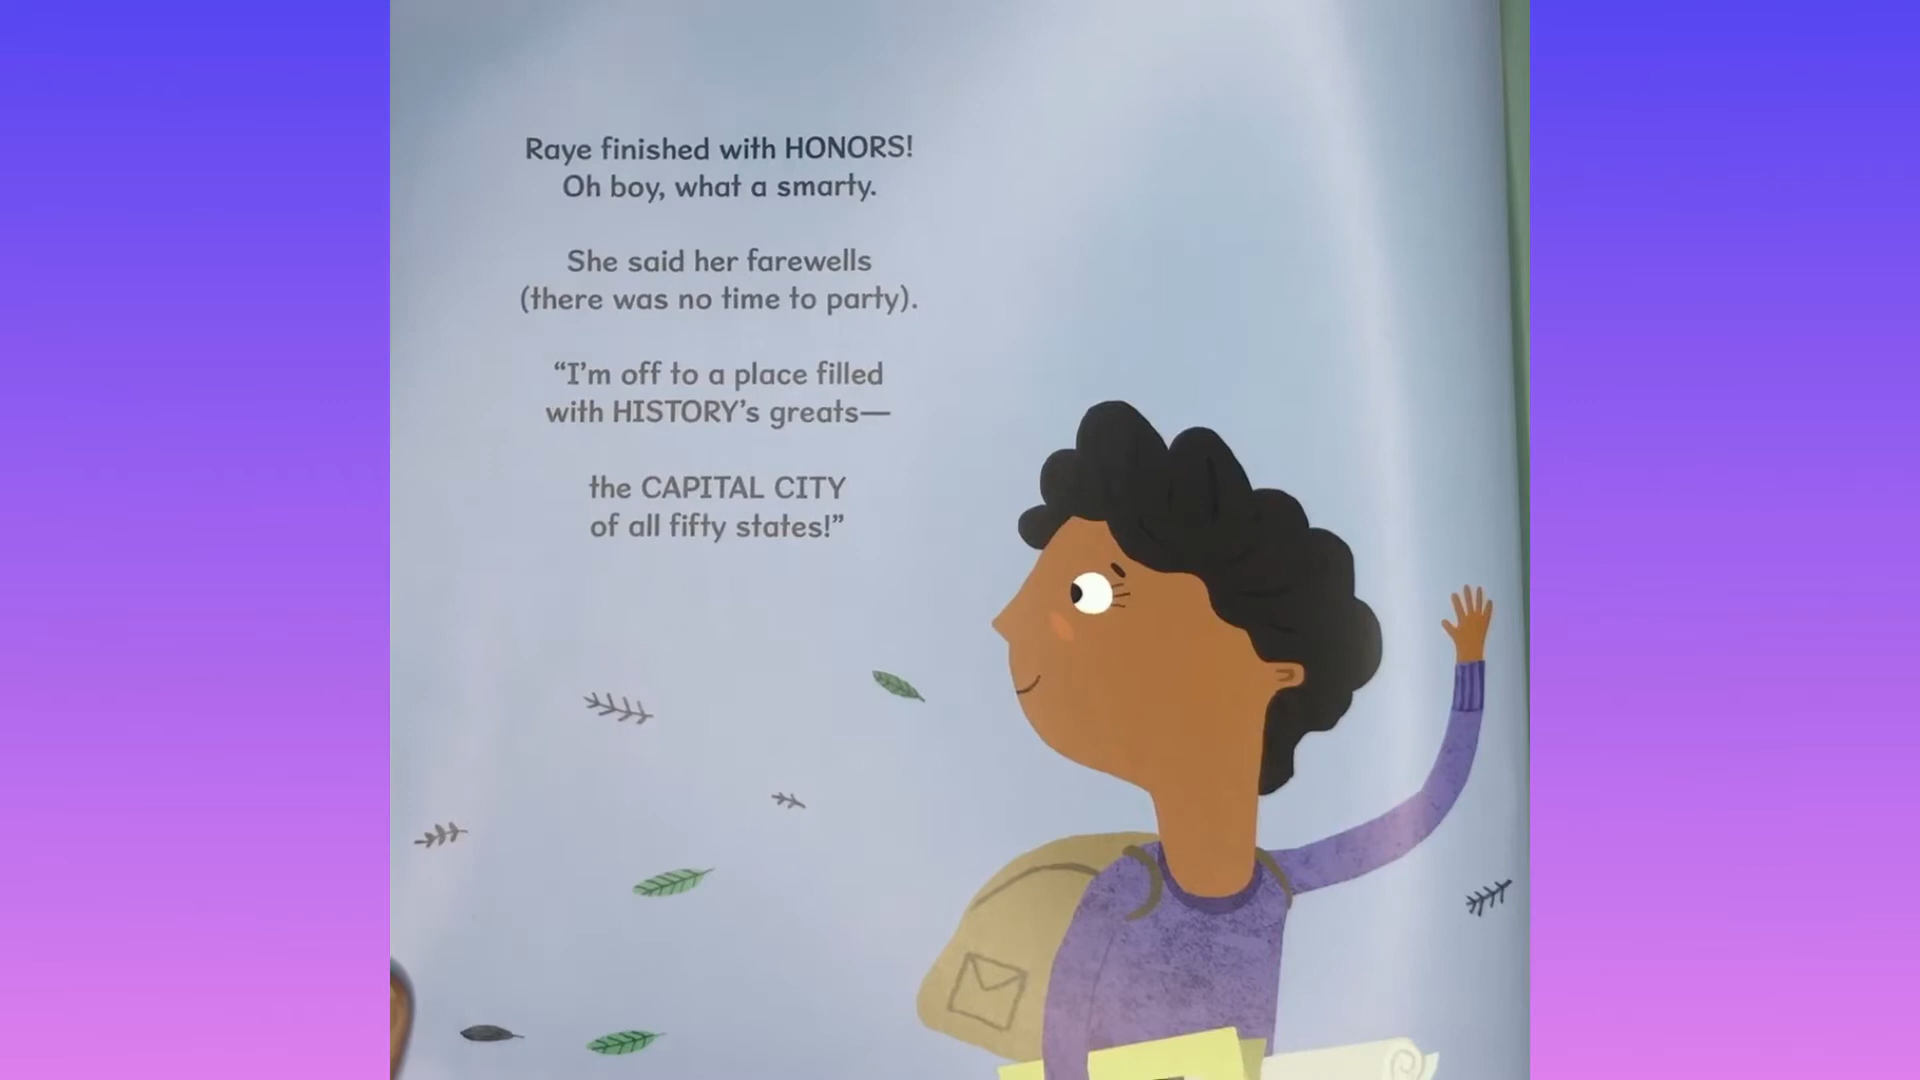 Raye finished with HONORS!
Oh boy, what a smarty.
She said her farewells
(there was no time to party).
“I’m off to a place filled
with HISTORY’s greats—
the CAPITAL CITY
of all fifty states!”